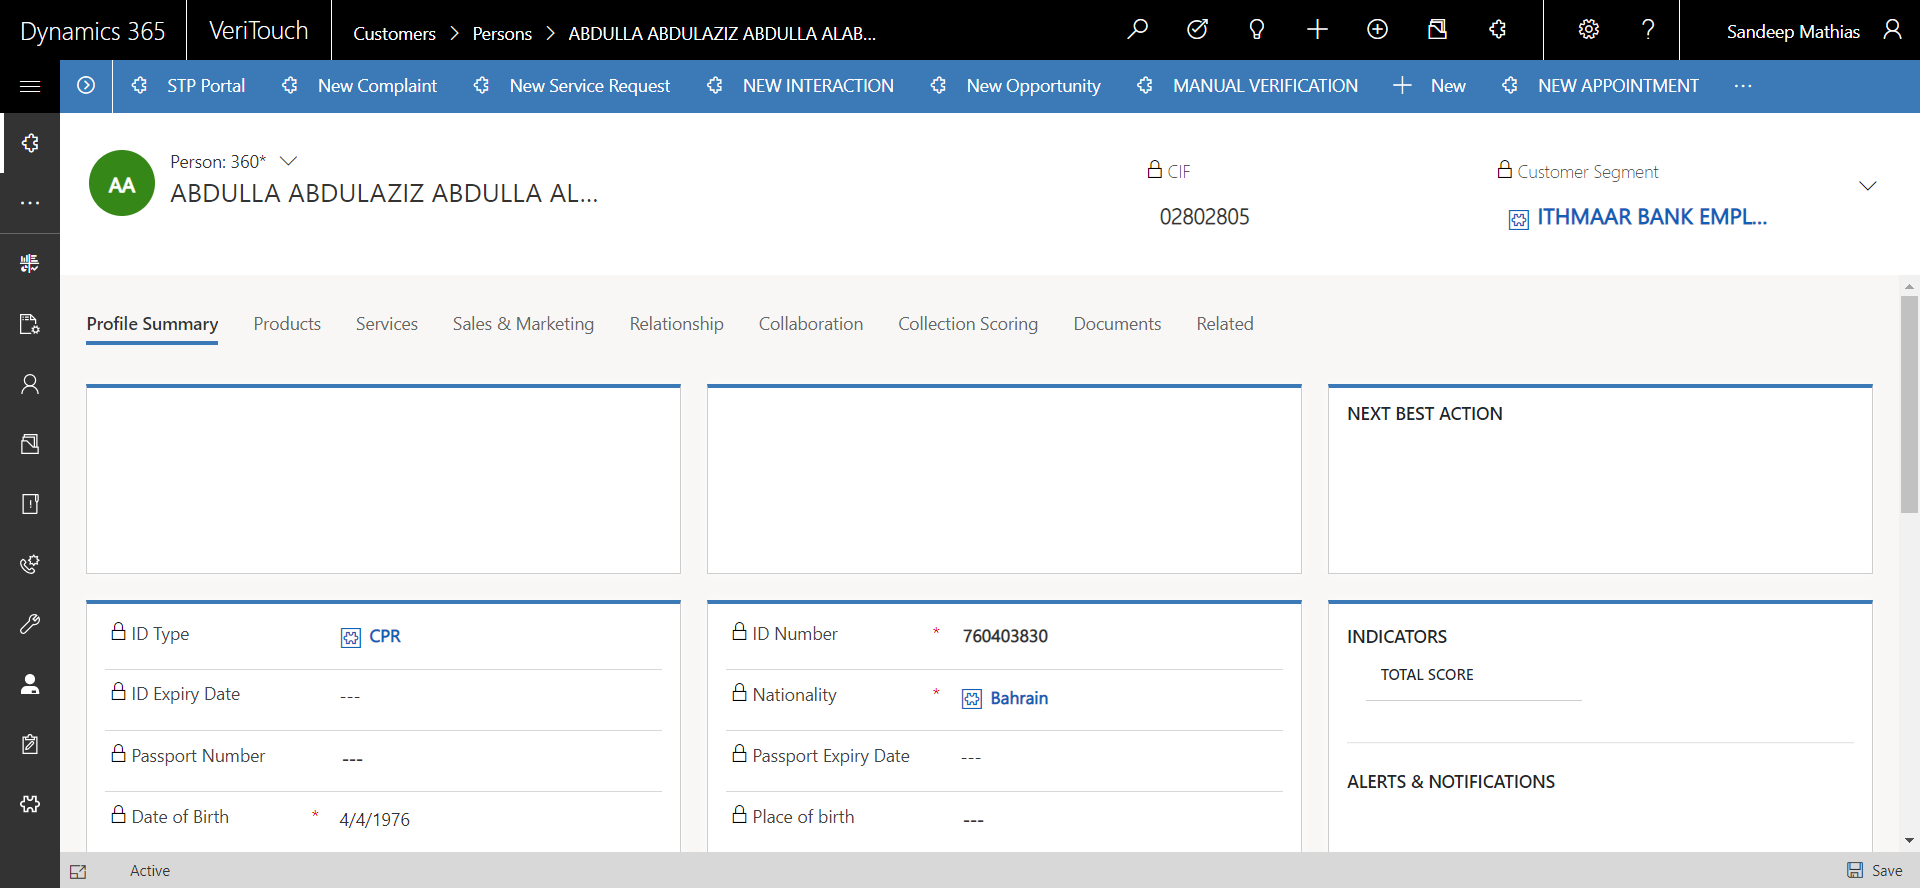 Dynamics 365 VeriTouch Customers > Persons > ABDULLA ABDULAZIZ ABDULLA ALAB... Sandeep Mathias
STP Portal New Complaint New Service Request NEW INTERACTION New Opportunity MANUAL VERIFICATION New NEW APPOINTMENT ...
AA
Person: 360*
ABDULLA ABDULAZIZ ABDULLA AL...
CIF
02802805
Customer Segment
ITHMAAR BANK EMPL...
Profile Summary Products Services Sales & Marketing Relationship Collaboration Collection Scoring Documents Related
NEXT BEST ACTION
ID Type CPR
ID Expiry Date ---
Passport Number ---
Date of Birth * 4/4/1976
ID Number * 760403830
Nationality * Bahrain
Passport Expiry Date ---
Place of birth ---
INDICATORS
TOTAL SCORE
ALERTS & NOTIFICATIONS
Active Save